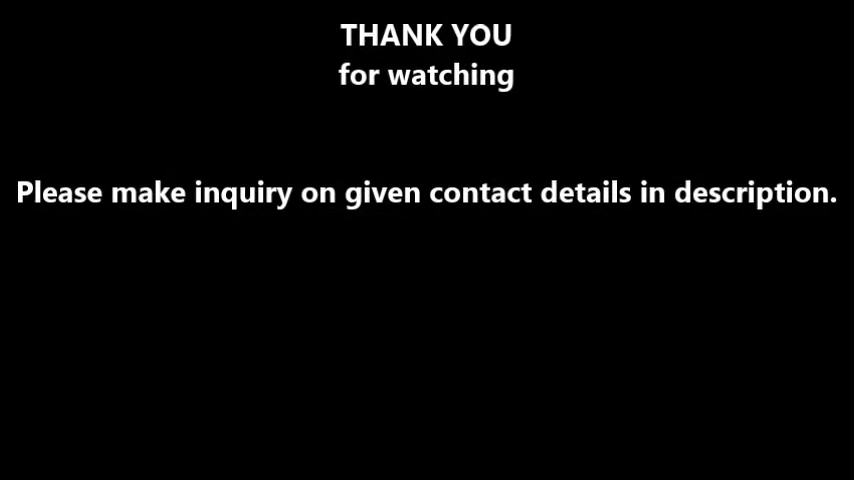 THANK YOU
for watching
Please make inquiry on given contact details in description.